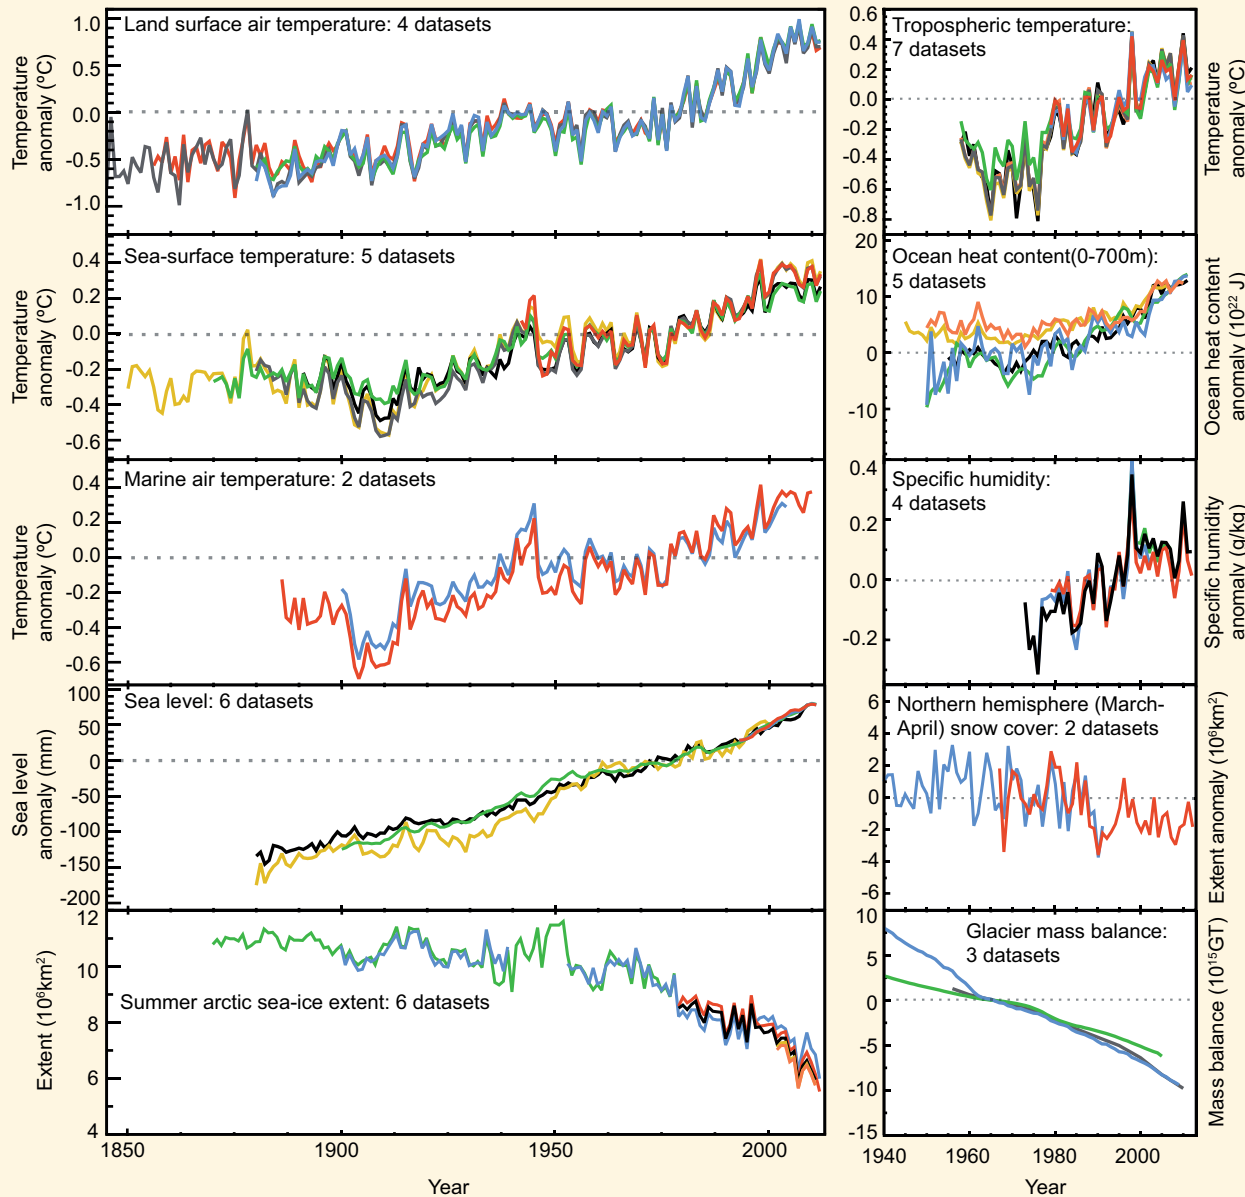 Land surface air temperature: 4 datasets
Temperature
anomaly (ºC)
1.0
0.5
0.0
-0.5
-1.0
Sea-surface temperature: 5 datasets
Temperature
anomaly (ºC)
0.4
0.2
0.0
-0.2
-0.4
-0.6
Marine air temperature: 2 datasets
Temperature
anomaly (ºC)
0.4
0.2
0.0
-0.2
-0.4
-0.6
Sea level: 6 datasets
Sea level
anomaly (mm)
100
50
0
-50
-100
-150
-200
Summer arctic sea-ice extent: 6 datasets
Extent (10⁶km²)
12
10
8
6
4
1850
1900
1950
2000
Year
Tropospheric temperature:
7 datasets
Temperature
anomaly (ºC)
0.6
0.4
0.2
0.0
-0.2
-0.4
-0.6
-0.8
Ocean heat content(0-700m):
5 datasets
Ocean heat content
anomaly (10²² J)
20
10
0
-10
Specific humidity:
4 datasets
Specific humidity
anomaly (g/kg)
0.4
0.2
0.0
-0.2
Northern hemisphere (March-
April) snow cover: 2 datasets
Extent anomaly (10⁶km²)
6
4
2
0
-2
-4
-6
Glacier mass balance:
3 datasets
Mass balance (10¹⁵GT)
10
5
0
-5
-10
-15
1940
1960
1980
2000
Year